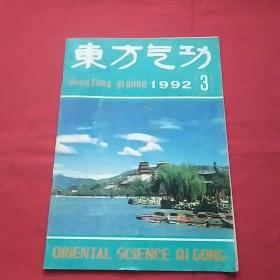 東方气功
dong fang qi gong 1992 3
ORIENTAL SCIENCE QI GONG